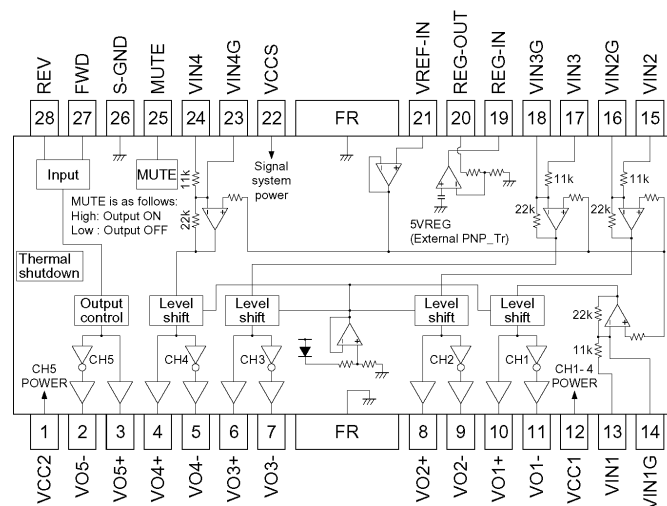 REV
FWD
S-GND
MUTE
VIN4
VIN4G
VCCS
VREF-IN
REG-OUT
REG-IN
VIN3G
VIN3
VIN2G
VIN2
28
27
26
25
24
23
22
FR
21
20
19
18
17
16
15
Input
MUTE
11k
Signal
system
power
11k
11k
MUTE is as follows:
High: Output ON
Low : Output OFF
22k
5VREG
(External PNP_Tr)
22k
22k
Thermal
shutdown
Output
control
Level
shift
Level
shift
Level
shift
Level
shift
22k
11k
CH5
POWER
CH5
CH4
CH3
CH2
CH1
CH1-4
POWER
1
2
3
4
5
6
7
FR
8
9
10
11
12
13
14
VCC2
VO5-
VO5+
VO4+
VO4-
VO3+
VO3-
VO2+
VO2-
VO1+
VO1-
VCC1
VIN1
VIN1G